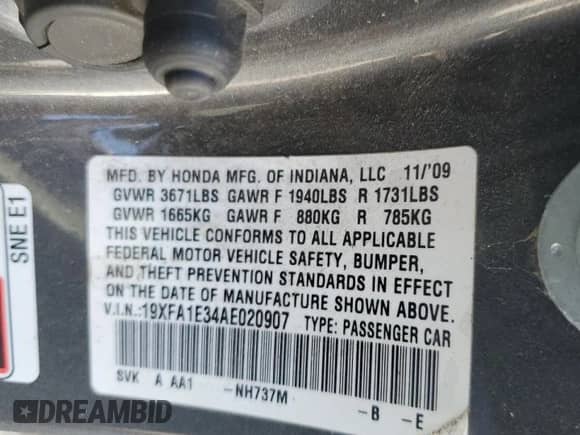 MFD. BY HONDA MFG. OF INDIANA, LLC 11/'09
GVWR 3671LBS GAWR F 1940LBS R 1731LBS
GVWR 1665KG GAWR F 880KG R 785KG
THIS VEHICLE CONFORMS TO ALL APPLICABLE
FEDERAL MOTOR VEHICLE SAFETY, BUMPER,
AND THEFT PREVENTION STANDARDS IN EFFECT
ON THE DATE OF MANUFACTURE SHOWN ABOVE.
V.I.N.:19XFA1E34AE020907 TYPE: PASSENGER CAR
SVK A AA1 -NH737M -B -E
SNE E1
DREAMBID